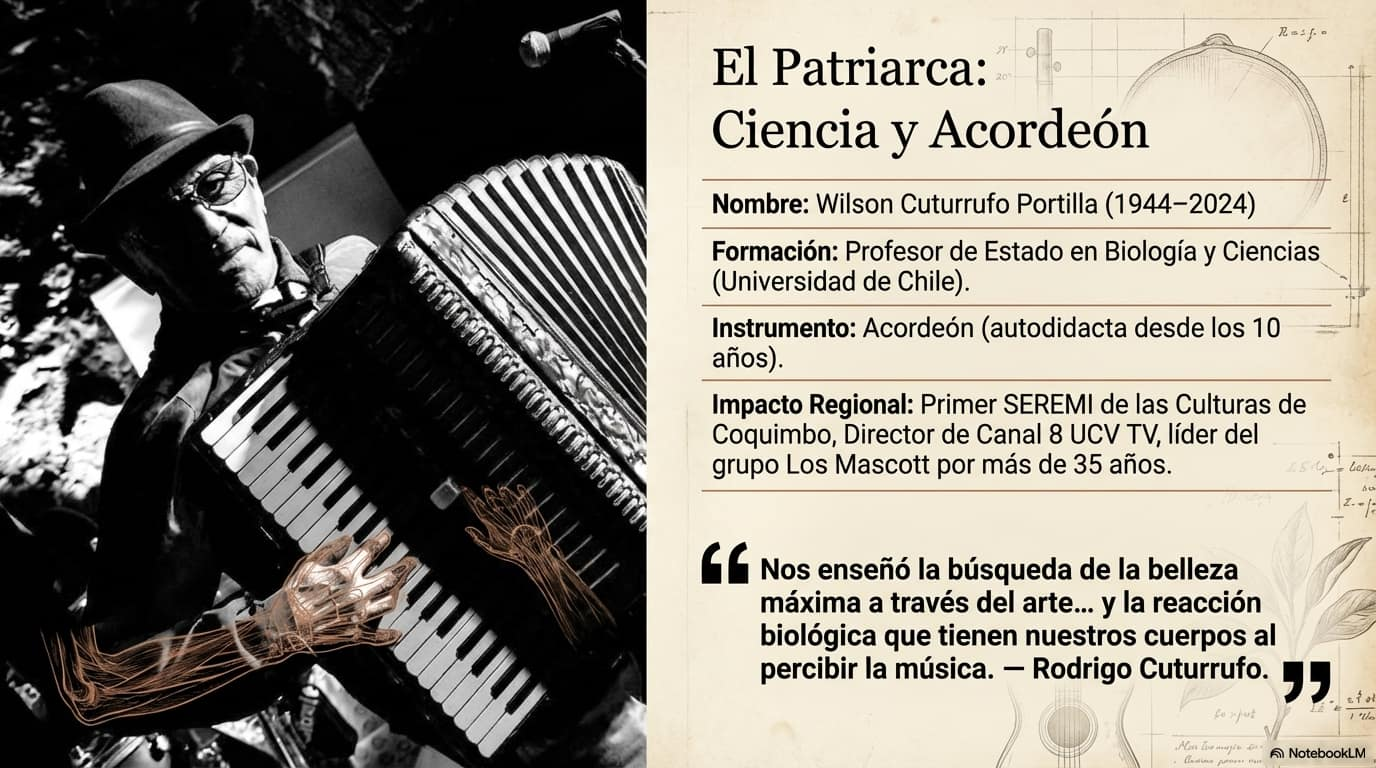 El Patriarca:
Ciencia y Acordeón
Nombre: Wilson Cuturrufo Portilla (1944–2024)
Formación: Profesor de Estado en Biología y Ciencias
(Universidad de Chile).
Instrumento: Acordeón (autodidacta desde los 10
años).
Impacto Regional: Primer SEREMI de las Culturas de
Coquimbo, Director de Canal 8 UCV TV, líder del
grupo Los Mascott por más de 35 años.
“ Nos enseñó la búsqueda de la belleza
máxima a través del arte... y la reacción
biológica que tienen nuestros cuerpos al
percibir la música. — Rodrigo Cuturrufo. ”
NotebookLM